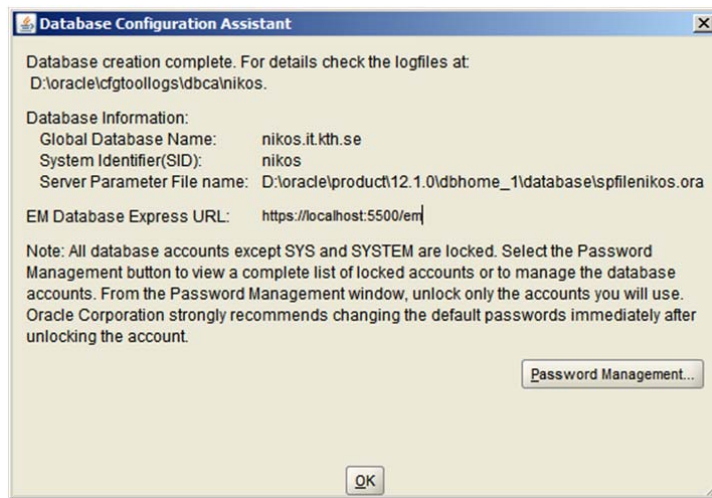 Database Configuration Assistant
Database creation complete. For details check the logfiles at:
D:\oracle\cfgtoollogs\dbca\nikos.
Database Information:
Global Database Name: nikos.it.kth.se
System Identifier(SID): nikos
Server Parameter File name: D:\oracle\product\12.1.0\dbhome_1\database\spfilenikos.ora
EM Database Express URL: https://localhost:5500/em
Note: All database accounts except SYS and SYSTEM are locked. Select the Password
Management button to view a complete list of locked accounts or to manage the database
accounts. From the Password Management window, unlock only the accounts you will use.
Oracle Corporation strongly recommends changing the default passwords immediately after
unlocking the account.
Password Management...
OK